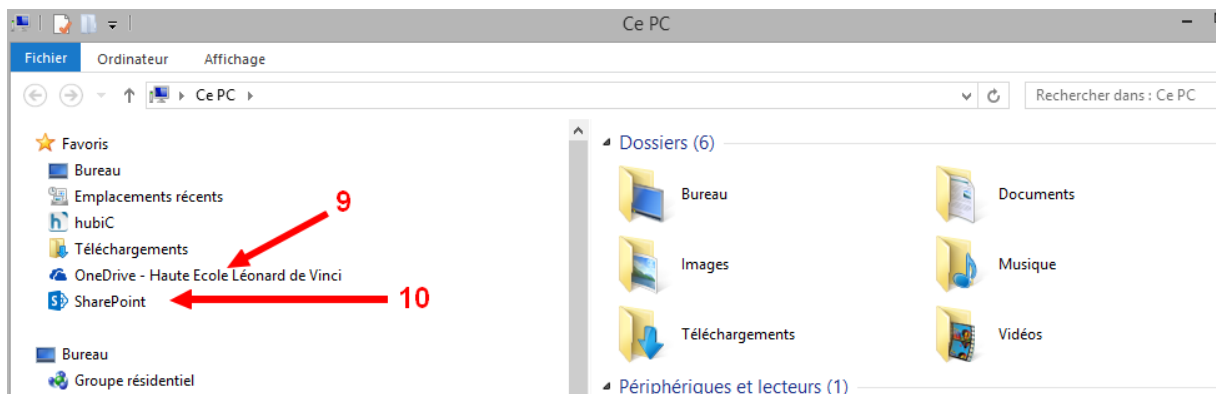 Ce PC
Fichier Ordinateur Affichage
Ce PC
Rechercher dans : Ce PC
Favoris
Bureau
Emplacements récents
hubiC
Téléchargements
OneDrive - Haute Ecole Léonard de Vinci
SharePoint
Bureau
Groupe résidentiel
9
10
Dossiers (6)
Bureau
Documents
Images
Musique
Téléchargements
Vidéos
Périphériques et lecteurs (1)